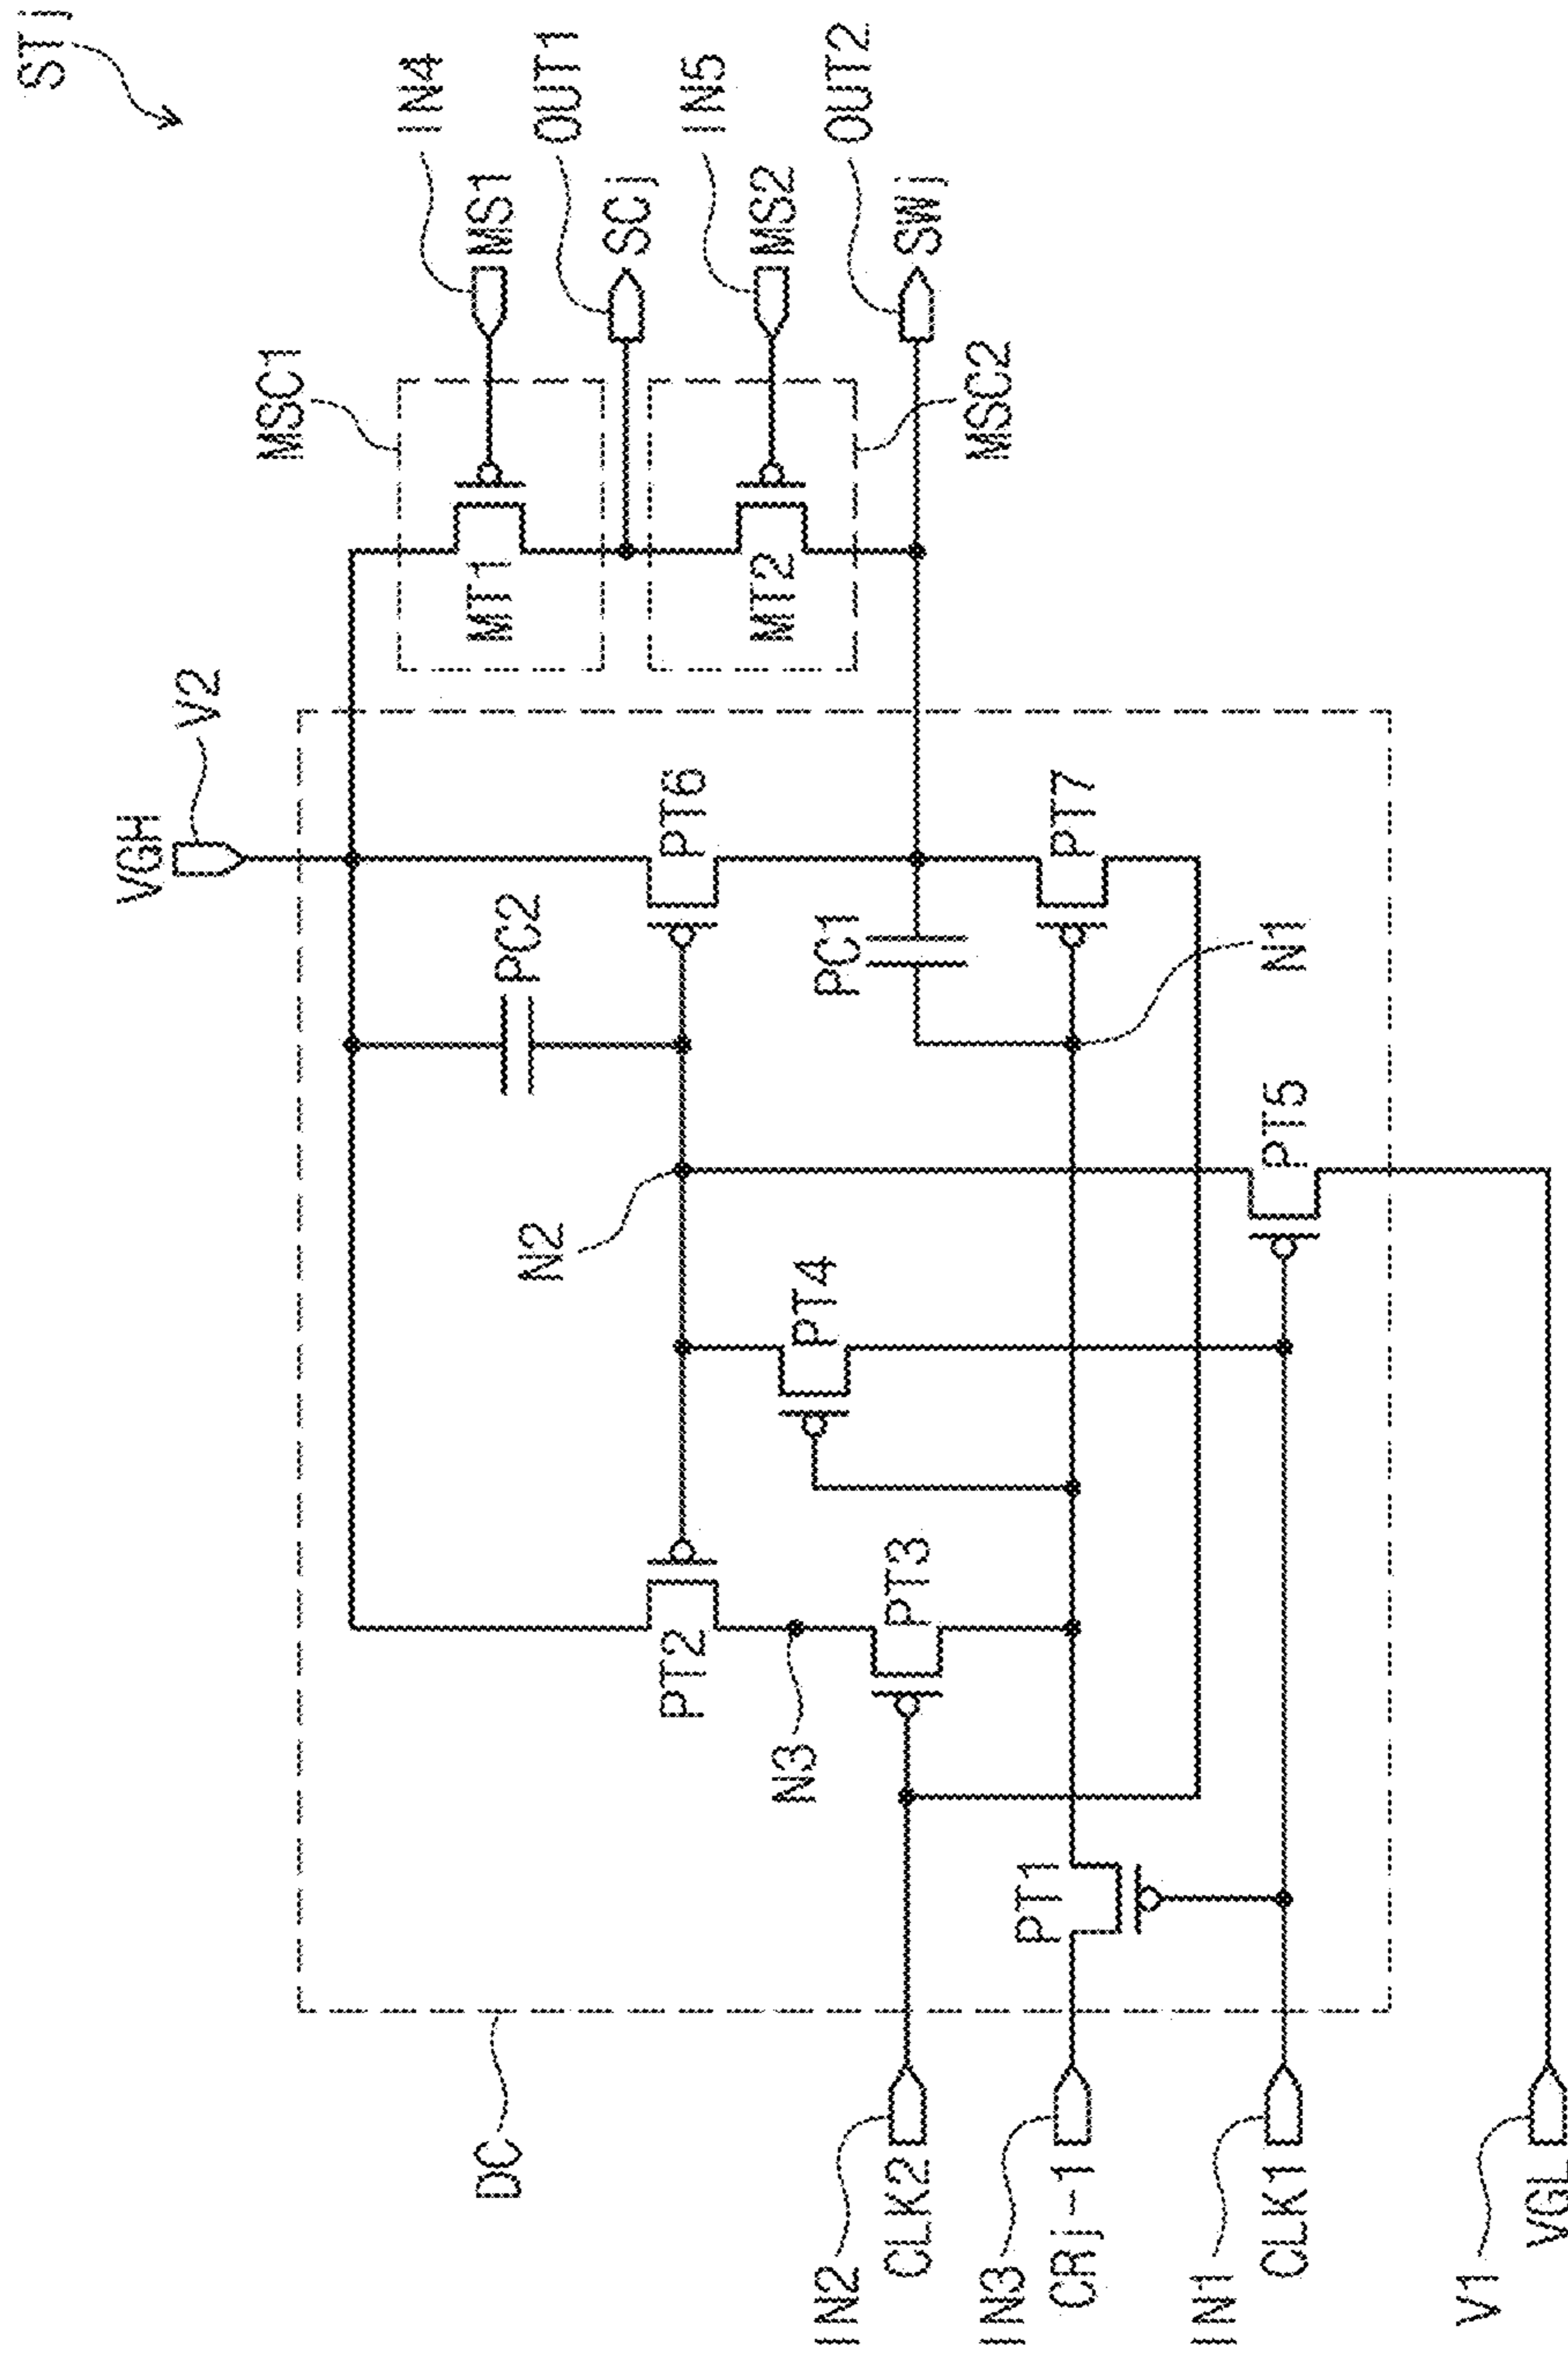 STj
VGH
V2
MSC1
IN4
MS1
MT1
OUT1
SCj
IN5
MS2
MT2
OUT2
SWj
MSC2
DC
PC2
PT6
N2
PT2
N3
PT4
PT3
PC1
PT7
N1
PT1
PT5
IN2
CLK2
IN3
CRj-1
IN1
CLK1
V1
VGL